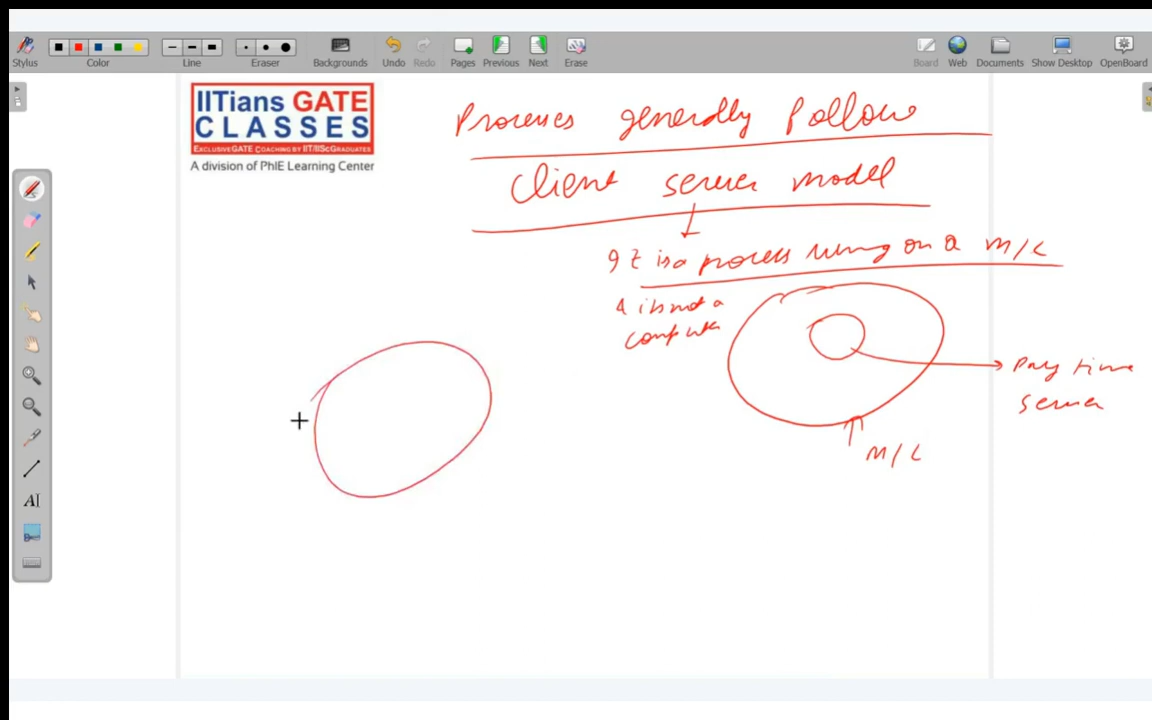 Stylus
Color
Line
Eraser
Backgrounds
Undo
Redo
Pages
Previous
Next
Erase
Board
Web
Documents
Show Desktop
OpenBoard
IITians GATE
CLASSES
EXCLUSIVE GATE COACHING BY IIT/IISc GRADUATES
A division of PhIE Learning Center
Processes generally follow
Client server model
It is a process running on a M/C
& it is not a
computer
Day time
server
M/C